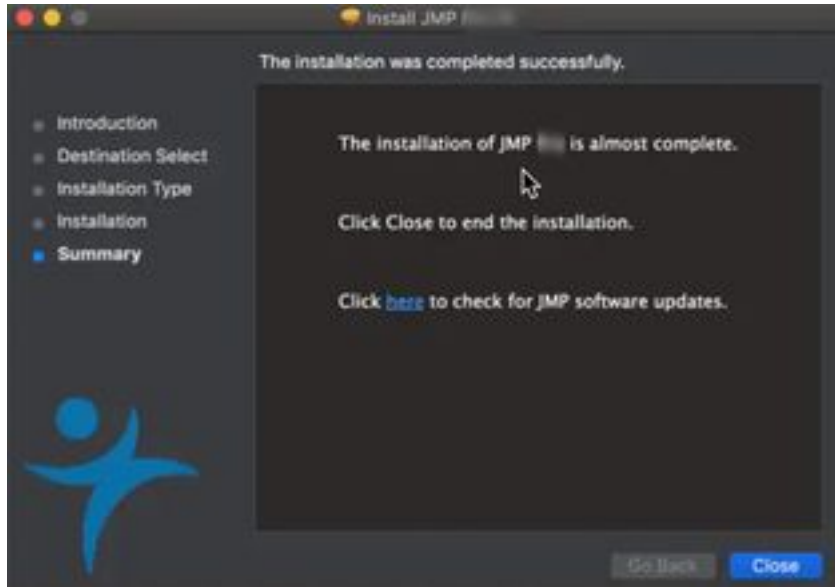 Install JMP
The installation was completed successfully.
Introduction
Destination Select
Installation Type
Installation
Summary
The installation of JMP is almost complete.
Click Close to end the installation.
Click here to check for JMP software updates.
Go Back
Close